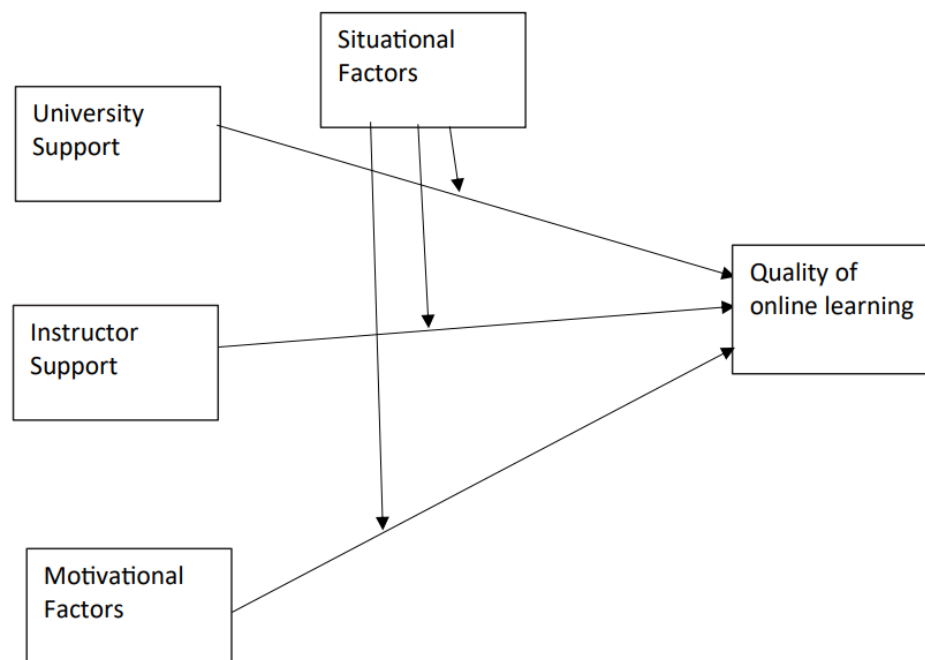 Situational
Factors
University
Support
Quality of
online learning
Instructor
Support
Motivational
Factors